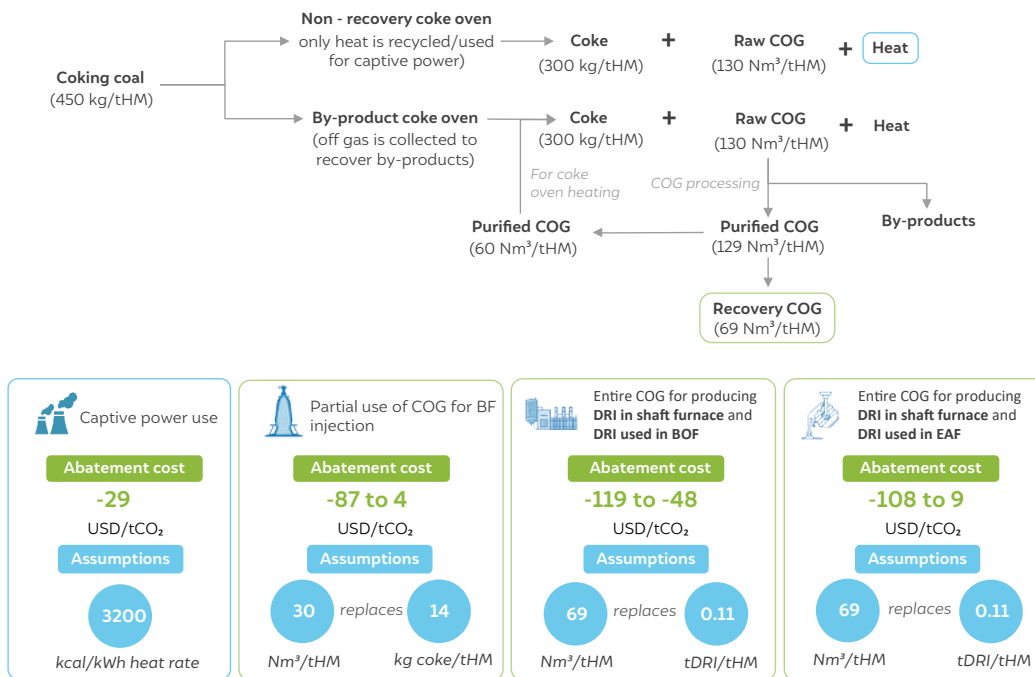 Non - recovery coke oven
only heat is recycled/used
for captive power)
Coke
(300 kg/tHM)
+
Raw COG
(130 Nm³/tHM)
+
Heat
Coking coal
(450 kg/tHM)
By-product coke oven
(off gas is collected to
recover by-products)
Coke
(300 kg/tHM)
+
Raw COG
(130 Nm³/tHM)
+
Heat
For coke
oven heating
COG processing
Purified COG
(60 Nm³/tHM)
Purified COG
(129 Nm³/tHM)
By-products
Recovery COG
(69 Nm³/tHM)
Captive power use
Abatement cost
-29
USD/tCO₂
Assumptions
3200
kcal/kWh heat rate
Partial use of COG for BF
injection
Abatement cost
-87 to 4
USD/tCO₂
Assumptions
30 replaces 14
Nm³/tHM kg coke/tHM
Entire COG for producing
DRI in shaft furnace and
DRI used in BOF
Abatement cost
-119 to -48
USD/tCO₂
Assumptions
69 replaces 0.11
Nm³/tHM tDRI/tHM
Entire COG for producing
DRI in shaft furnace and
DRI used in EAF
Abatement cost
-108 to 9
USD/tCO₂
Assumptions
69 replaces 0.11
Nm³/tHM tDRI/tHM